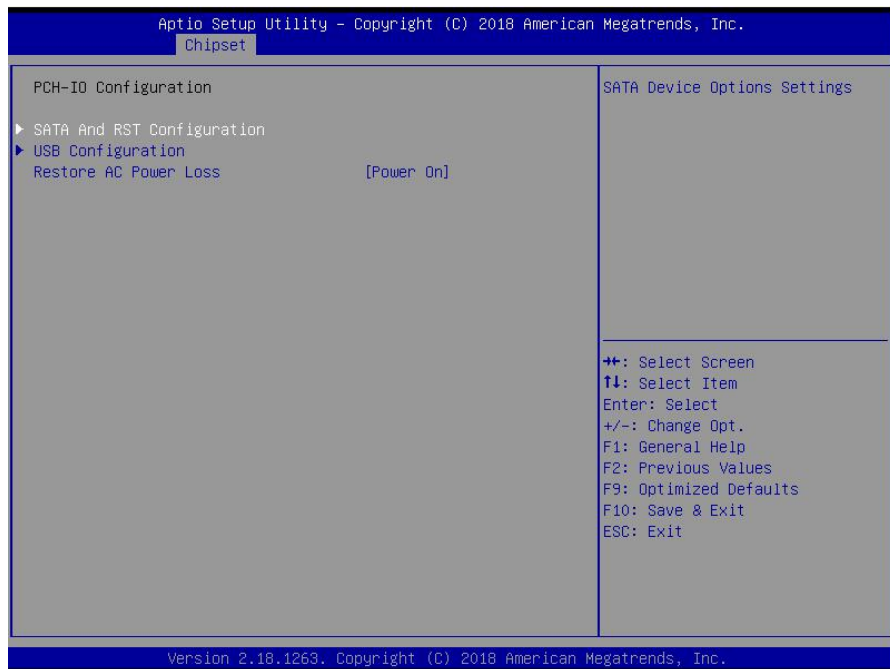 Aptio Setup Utility – Copyright (C) 2018 American Megatrends, Inc.
Chipset
PCH-IO Configuration
SATA And RST Configuration
USB Configuration
Restore AC Power Loss [Power On]
SATA Device Options Settings
→←: Select Screen
↑↓: Select Item
Enter: Select
+/-: Change Opt.
F1: General Help
F2: Previous Values
F9: Optimized Defaults
F10: Save & Exit
ESC: Exit
Version 2.18.1263. Copyright (C) 2018 American Megatrends, Inc.